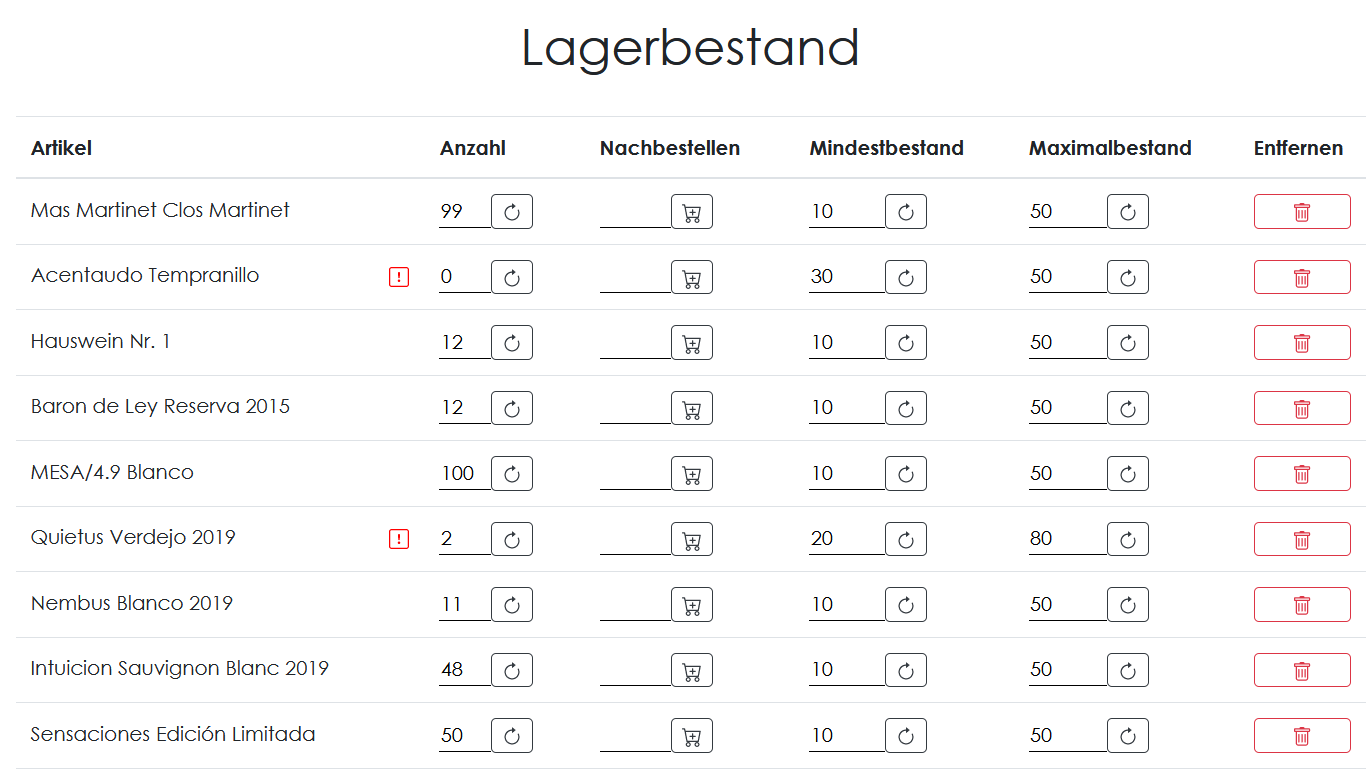 Lagerbestand
Artikel Anzahl Nachbestellen Mindestbestand Maximalbestand Entfernen
Mas Martinet Clos Martinet 99 10 50
Acentaudo Tempranillo ! 0 30 50
Hauswein Nr. 1 12 10 50
Baron de Ley Reserva 2015 12 10 50
MESA/4.9 Blanco 100 10 50
Quietus Verdejo 2019 ! 2 20 80
Nembus Blanco 2019 11 10 50
Intuicion Sauvignon Blanc 2019 48 10 50
Sensaciones Edición Limitada 50 10 50